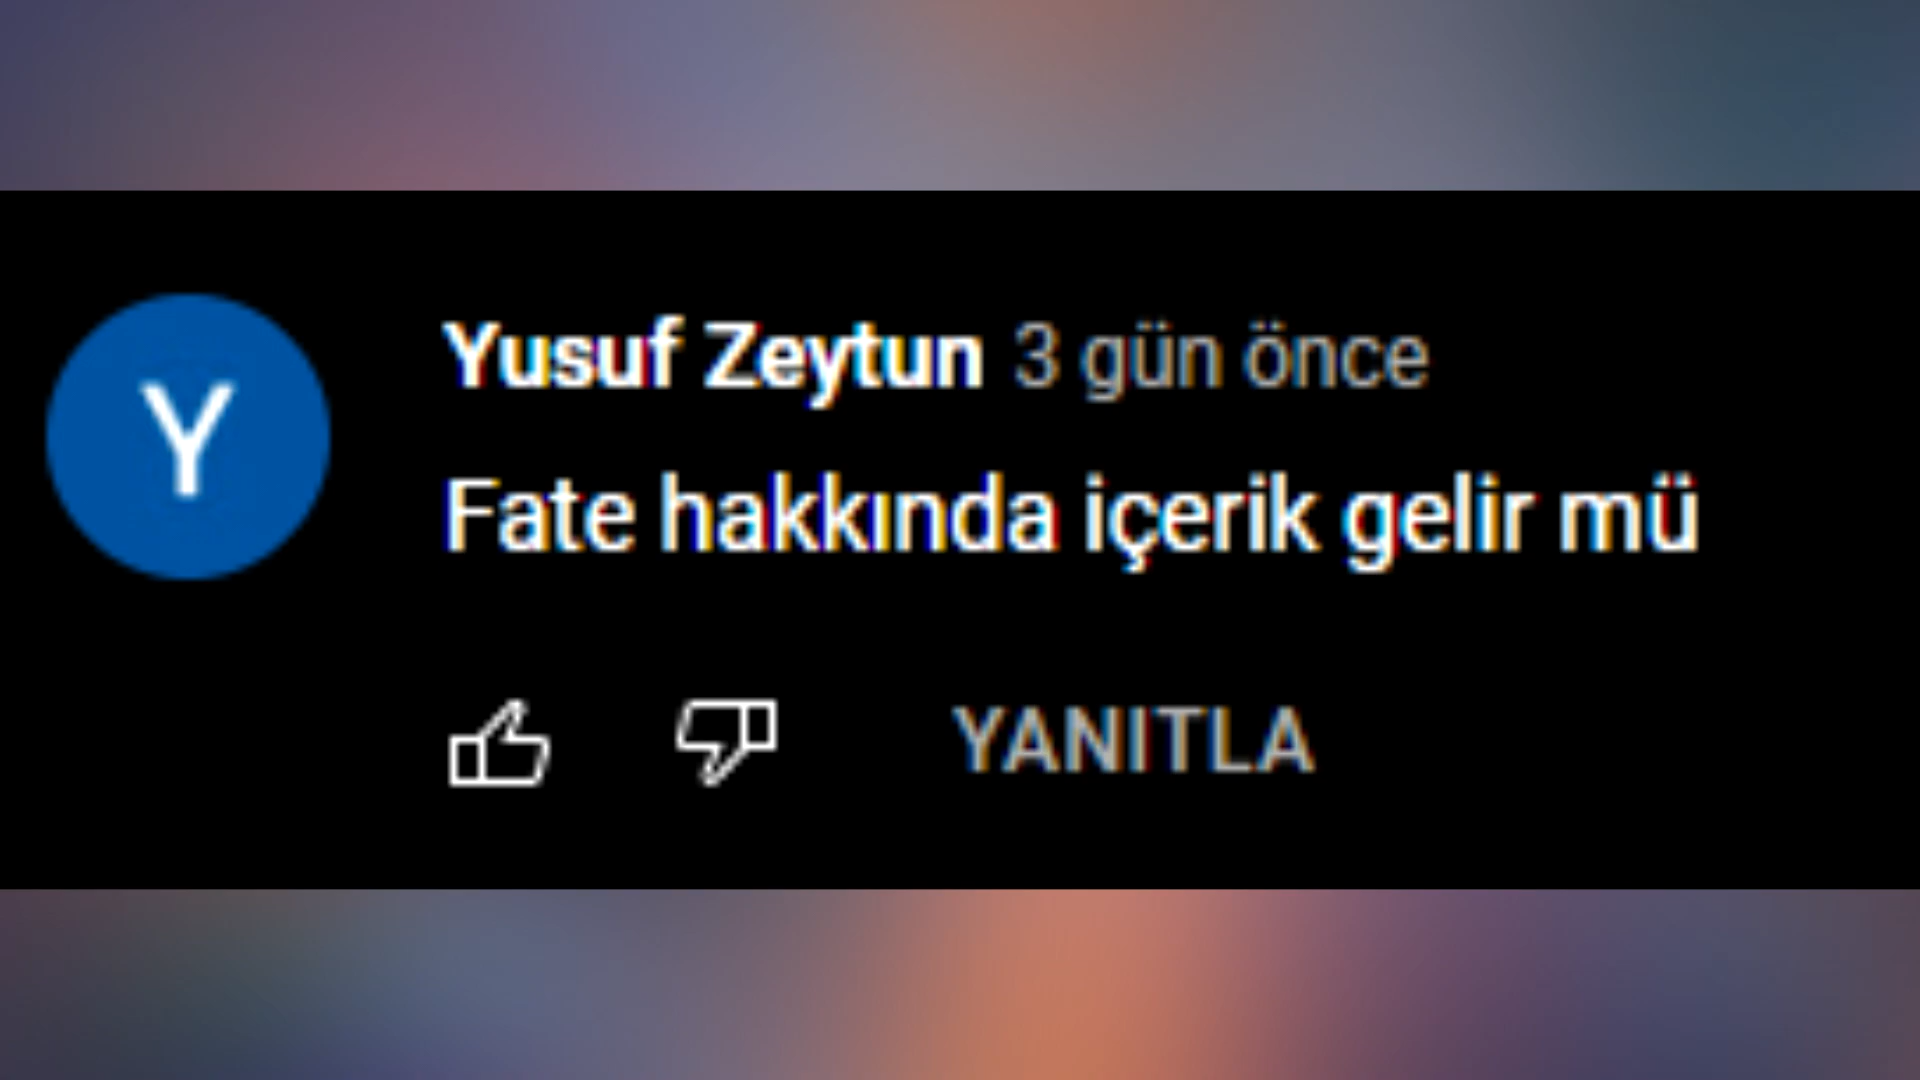 Y
Yusuf Zeytun 3 gün önce
Fate hakkında içerik gelir mü
YANITLA